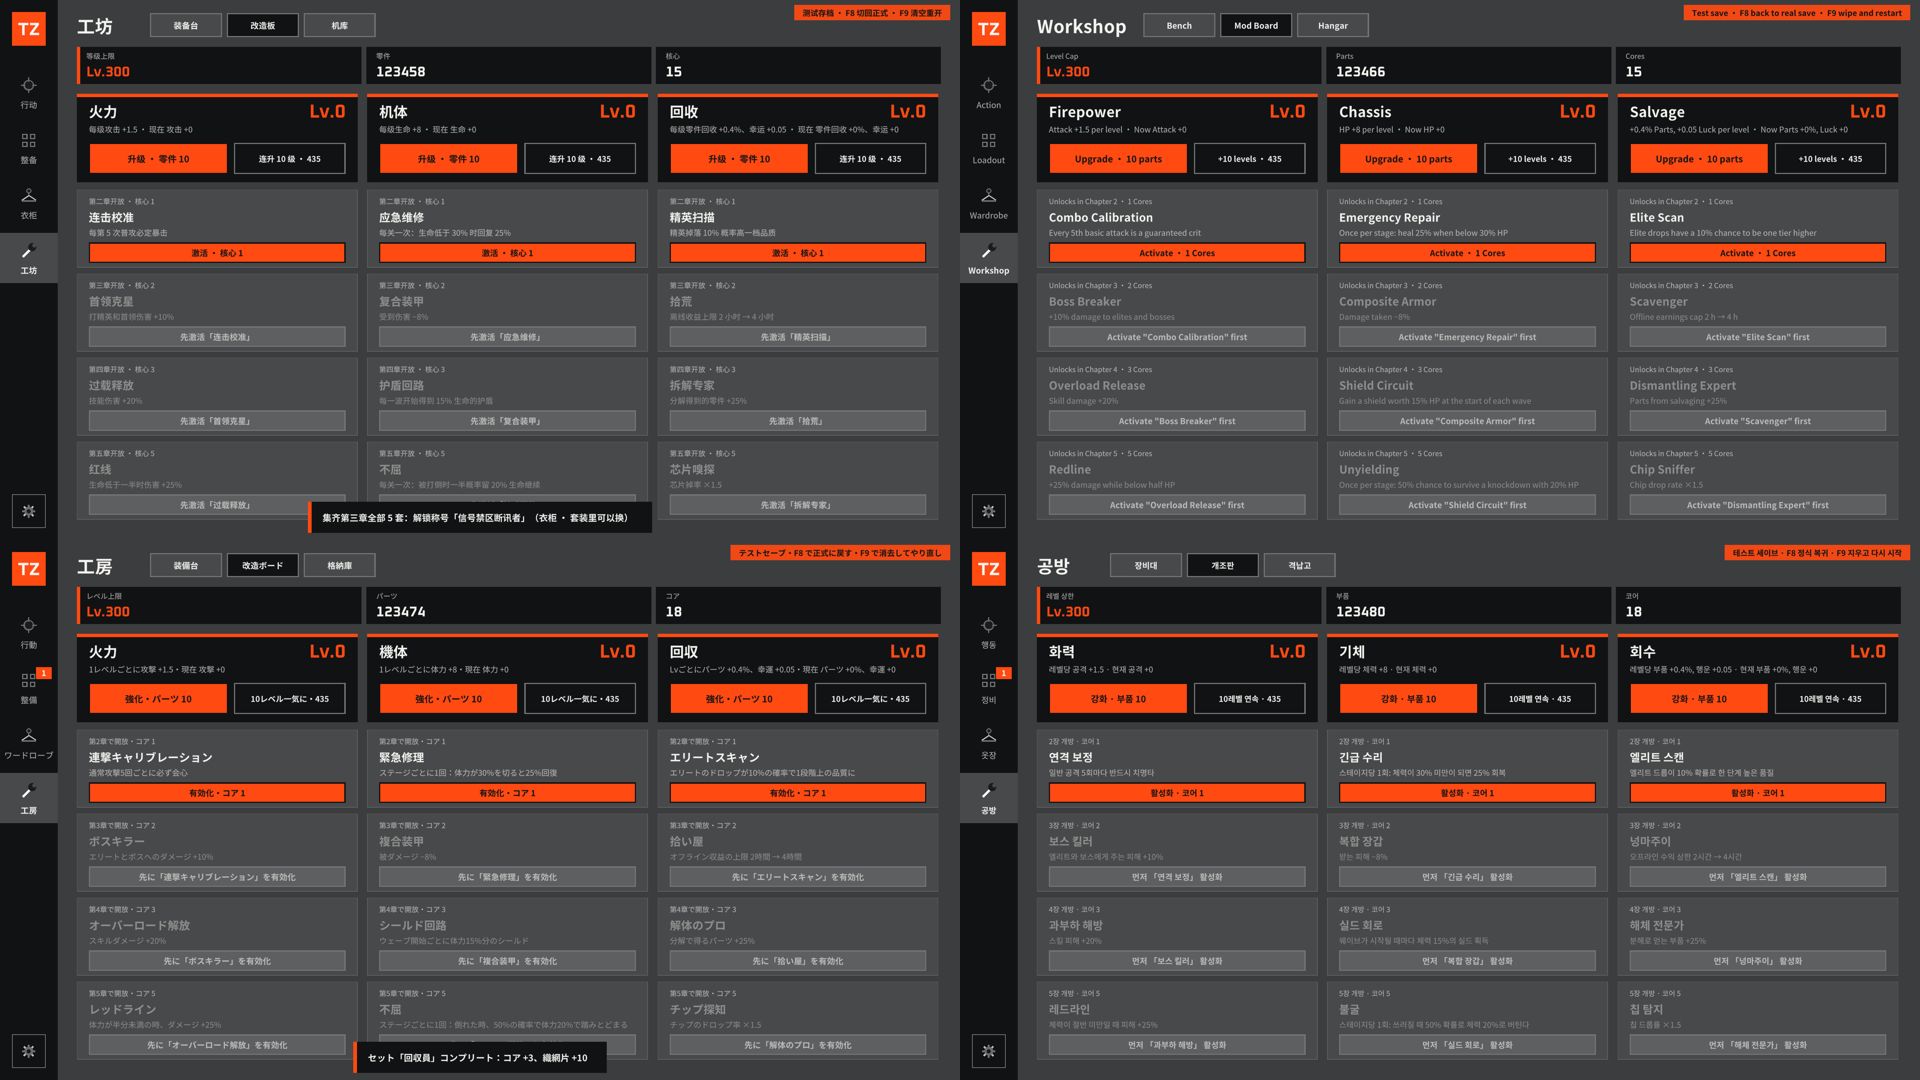 TZ
工坊
装备台
改造板
机库
测试存档 · F8 切回正式 · F9 清空重开
行动
整备
衣柜
工坊
等级上限
Lv.300
零件
123458
核心
15
火力
Lv.0
每级攻击 +1.5 · 现在 攻击 +0
升级 · 零件 10
连升 10 级 · 435
机体
Lv.0
每级生命 +8 · 现在 生命 +0
升级 · 零件 10
连升 10 级 · 435
回收
Lv.0
每级零件回收 +0.4%、幸运 +0.05 · 现在 零件回收 +0%、幸运 +0
升级 · 零件 10
连升 10 级 · 435
第二章开放 · 核心 1
连击校准
每第 5 次普攻必定暴击
激活 · 核心 1
第二章开放 · 核心 1
应急维修
每关一次：生命低于 30% 时回复 25%
激活 · 核心 1
第二章开放 · 核心 1
精英扫描
精英掉落 10% 概率高一档品质
激活 · 核心 1
第三章开放 · 核心 2
首领克星
打精英和首领伤害 +10%
先激活「连击校准」
第三章开放 · 核心 2
复合装甲
受到伤害 −8%
先激活「应急维修」
第三章开放 · 核心 2
拾荒
离线收益上限 2 小时 → 4 小时
先激活「精英扫描」
第四章开放 · 核心 3
过载释放
技能伤害 +20%
先激活「首领克星」
第四章开放 · 核心 3
护盾回路
每一波开始得到 15% 生命的护盾
先激活「复合装甲」
第四章开放 · 核心 3
拆解专家
分解得到的零件 +25%
先激活「拾荒」
第五章开放 · 核心 5
红线
生命低于一半时伤害 +25%
先激活「过载释放」
第五章开放 · 核心 5
不屈
每关一次：被打倒时一半概率留 20% 生命继续
第五章开放 · 核心 5
芯片嗅探
芯片掉率 ×1.5
先激活「拆解专家」
集齐第三章全部 5 套：解锁称号「信号禁区断讯者」（衣柜 · 套装里可以换）
TZ
Workshop
Bench
Mod Board
Hangar
Test save · F8 back to real save · F9 wipe and restart
Action
Loadout
Wardrobe
Workshop
Level Cap
Lv.300
Parts
123466
Cores
15
Firepower
Lv.0
Attack +1.5 per level · Now Attack +0
Upgrade · 10 parts
+10 levels · 435
Chassis
Lv.0
HP +8 per level · Now HP +0
Upgrade · 10 parts
+10 levels · 435
Salvage
Lv.0
+0.4% Parts, +0.05 Luck per level · Now Parts +0%, Luck +0
Upgrade · 10 parts
+10 levels · 435
Unlocks in Chapter 2 · 1 Cores
Combo Calibration
Every 5th basic attack is a guaranteed crit
Activate · 1 Cores
Unlocks in Chapter 2 · 1 Cores
Emergency Repair
Once per stage: heal 25% when below 30% HP
Activate · 1 Cores
Unlocks in Chapter 2 · 1 Cores
Elite Scan
Elite drops have a 10% chance to be one tier higher
Activate · 1 Cores
Unlocks in Chapter 3 · 2 Cores
Boss Breaker
+10% damage to elites and bosses
Activate "Combo Calibration" first
Unlocks in Chapter 3 · 2 Cores
Composite Armor
Damage taken −8%
Activate "Emergency Repair" first
Unlocks in Chapter 3 · 2 Cores
Scavenger
Offline earnings cap 2 h → 4 h
Activate "Elite Scan" first
Unlocks in Chapter 4 · 3 Cores
Overload Release
Skill damage +20%
Activate "Boss Breaker" first
Unlocks in Chapter 4 · 3 Cores
Shield Circuit
Gain a shield worth 15% HP at the start of each wave
Activate "Composite Armor" first
Unlocks in Chapter 4 · 3 Cores
Dismantling Expert
Parts from salvaging +25%
Activate "Scavenger" first
Unlocks in Chapter 5 · 5 Cores
Redline
+25% damage while below half HP
Activate "Overload Release" first
Unlocks in Chapter 5 · 5 Cores
Unyielding
Once per stage: 50% chance to survive a knockdown with 20% HP
Activate "Shield Circuit" first
Unlocks in Chapter 5 · 5 Cores
Chip Sniffer
Chip drop rate ×1.5
Activate "Dismantling Expert" first
TZ
工房
装備台
改造ボード
格納庫
テストセーブ・F8 で正式に戻す・F9 で消去してやり直し
行動
1
整備
ワードローブ
工房
レベル上限
Lv.300
パーツ
123474
コア
18
火力
Lv.0
1レベルごとに攻撃 +1.5・現在 攻撃 +0
強化・パーツ 10
10レベル一気に・435
機体
Lv.0
1レベルごとに体力 +8・現在 体力 +0
強化・パーツ 10
10レベル一気に・435
回収
Lv.0
Lvごとにパーツ +0.4%、幸運 +0.05・現在 パーツ +0%、幸運 +0
強化・パーツ 10
10レベル一気に・435
第2章で開放・コア 1
連撃キャリブレーション
通常攻撃5回ごとに必ず会心
有効化・コア 1
第2章で開放・コア 1
緊急修理
ステージごとに1回：体力が30%を切ると25%回復
有効化・コア 1
第2章で開放・コア 1
エリートスキャン
エリートのドロップが10%の確率で1段階上の品質に
有効化・コア 1
第3章で開放・コア 2
ボスキラー
エリートとボスへのダメージ +10%
先に「連撃キャリブレーション」を有効化
第3章で開放・コア 2
複合装甲
被ダメージ −8%
先に「緊急修理」を有効化
第3章で開放・コア 2
拾い屋
オフライン収益の上限 2時間 → 4時間
先に「エリートスキャン」を有効化
第4章で開放・コア 3
オーバーロード解放
スキルダメージ +20%
先に「ボスキラー」を有効化
第4章で開放・コア 3
シールド回路
ウェーブ開始ごとに体力15%分のシールド
先に「複合装甲」を有効化
第4章で開放・コア 3
解体のプロ
分解で得るパーツ +25%
先に「拾い屋」を有効化
第5章で開放・コア 5
レッドライン
体力が半分未満の時、ダメージ +25%
先に「オーバーロード解放」を有効化
第5章で開放・コア 5
不屈
ステージごとに1回：倒れた時、50%の確率で体力20%で踏みとどまる
第5章で開放・コア 5
チップ探知
チップのドロップ率 ×1.5
先に「解体のプロ」を有効化
セット「回収員」コンプリート：コア +3、織網片 +10
TZ
공방
장비대
개조판
격납고
테스트 세이브 · F8 정식 복귀 · F9 지우고 다시 시작
행동
1
정비
옷장
공방
레벨 상한
Lv.300
부품
123480
코어
18
화력
Lv.0
레벨당 공격 +1.5 · 현재 공격 +0
강화 · 부품 10
10레벨 연속 · 435
기체
Lv.0
레벨당 체력 +8 · 현재 체력 +0
강화 · 부품 10
10레벨 연속 · 435
회수
Lv.0
레벨당 부품 +0.4%, 행운 +0.05 · 현재 부품 +0%, 행운 +0
강화 · 부품 10
10레벨 연속 · 435
2장 개방 · 코어 1
연격 보정
일반 공격 5회마다 반드시 치명타
활성화 · 코어 1
2장 개방 · 코어 1
긴급 수리
스테이지당 1회: 체력이 30% 미만이 되면 25% 회복
활성화 · 코어 1
2장 개방 · 코어 1
엘리트 스캔
엘리트 드롭이 10% 확률로 한 단계 높은 품질
활성화 · 코어 1
3장 개방 · 코어 2
보스 킬러
엘리트와 보스에게 주는 피해 +10%
먼저 「연격 보정」 활성화
3장 개방 · 코어 2
복합 장갑
받는 피해 −8%
먼저 「긴급 수리」 활성화
3장 개방 · 코어 2
넝마주이
오프라인 수익 상한 2시간 → 4시간
먼저 「엘리트 스캔」 활성화
4장 개방 · 코어 3
과부하 해방
스킬 피해 +20%
먼저 「보스 킬러」 활성화
4장 개방 · 코어 3
실드 회로
웨이브가 시작될 때마다 체력 15%의 실드 획득
먼저 「복합 장갑」 활성화
4장 개방 · 코어 3
해체 전문가
분해로 얻는 부품 +25%
먼저 「넝마주이」 활성화
5장 개방 · 코어 5
레드라인
체력이 절반 미만일 때 피해 +25%
먼저 「과부하 해방」 활성화
5장 개방 · 코어 5
불굴
스테이지당 1회: 쓰러질 때 50% 확률로 체력 20%로 버틴다
먼저 「실드 회로」 활성화
5장 개방 · 코어 5
칩 탐지
칩 드롭률 ×1.5
먼저 「해체 전문가」 활성화